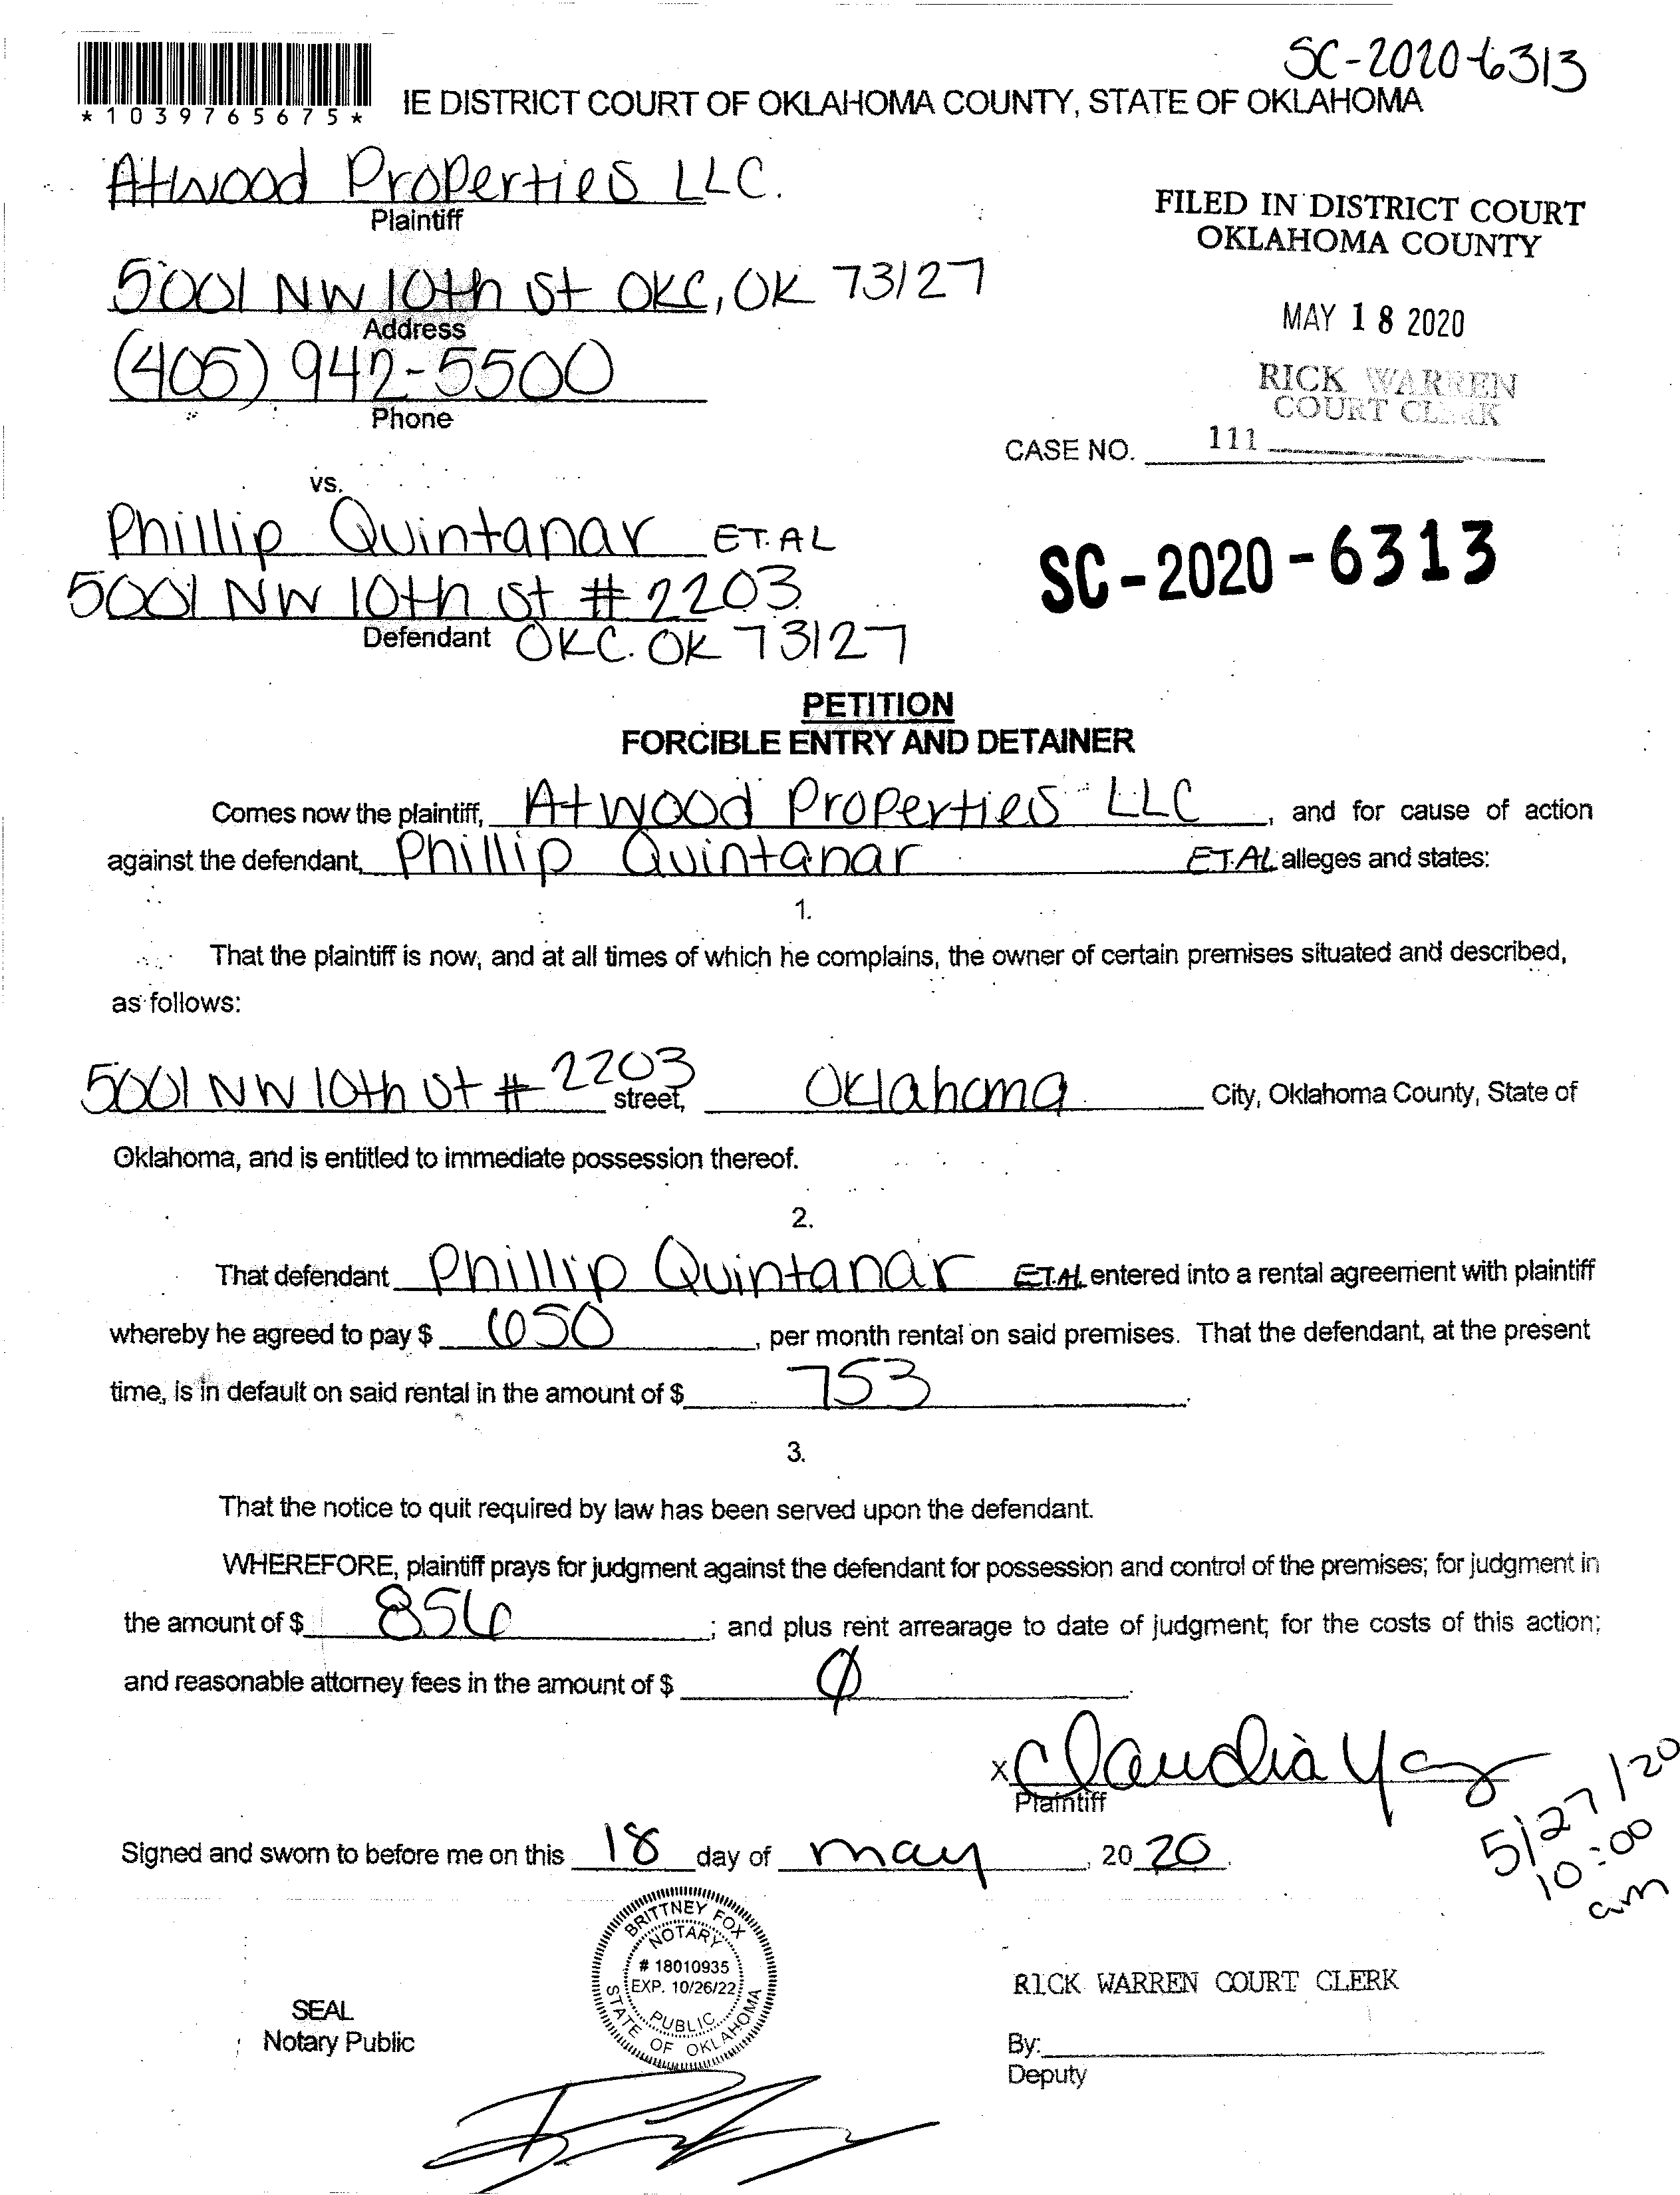 SC-2020-6313
*1039765675*
IE DISTRICT COURT OF OKLAHOMA COUNTY, STATE OF OKLAHOMA
Atwood Properties LLC.
Plaintiff
FILED IN DISTRICT COURT
OKLAHOMA COUNTY
5001 NW 10th St OKC, OK 73127
Address
MAY 18 2020
(405) 942-5500
Phone
RICK WARREN
COURT CLERK
CASE NO. 111
vs.
Phillip Quintanar ET.AL
5001 NW 10th St # 2203
Defendant OKC. OK 73127
SC-2020-6313
PETITION
FORCIBLE ENTRY AND DETAINER
Comes now the plaintiff, Atwood Properties LLC, and for cause of action
against the defendant, Phillip Quintanar ET.AL alleges and states:
1.
That the plaintiff is now, and at all times of which he complains, the owner of certain premises situated and described,
as follows:
5001 NW 10th St # 2203 street, Oklahoma City, Oklahoma County, State of
Oklahoma, and is entitled to immediate possession thereof.
2.
That defendant Phillip Quintanar ET.AL entered into a rental agreement with plaintiff
whereby he agreed to pay $ 650, per month rental on said premises. That the defendant, at the present
time, is in default on said rental in the amount of $ 753.
3.
That the notice to quit required by law has been served upon the defendant.
WHEREFORE, plaintiff prays for judgment against the defendant for possession and control of the premises; for judgment in
the amount of $ 856; and plus rent arrearage to date of judgment; for the costs of this action;
and reasonable attorney fees in the amount of $ Ø.
x Claudia
Plaintiff
5/27/20
10:00
am
Signed and sworn to before me on this 18 day of may, 20 20.
BRITTNEY FOX
NOTARY
# 18010935
EXP. 10/26/22
PUBLIC
STATE OF OKLAHOMA
SEAL
Notary Public
RICK WARREN COURT CLERK
By:
Deputy